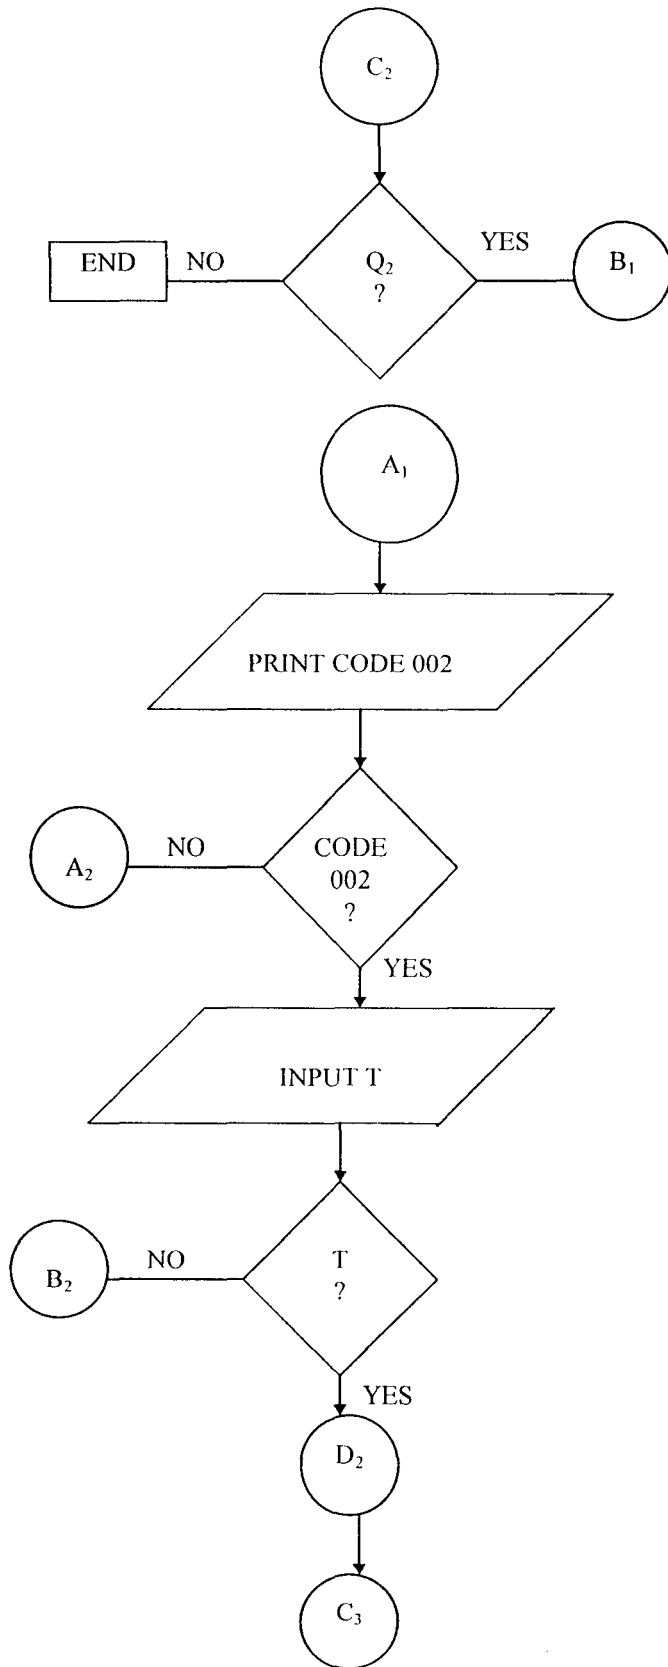 C₂
END
NO
Q₂
?
YES
B₁
A₁
PRINT CODE 002
A₂
NO
CODE
002
?
YES
INPUT T
B₂
NO
T
?
YES
D₂
C₃